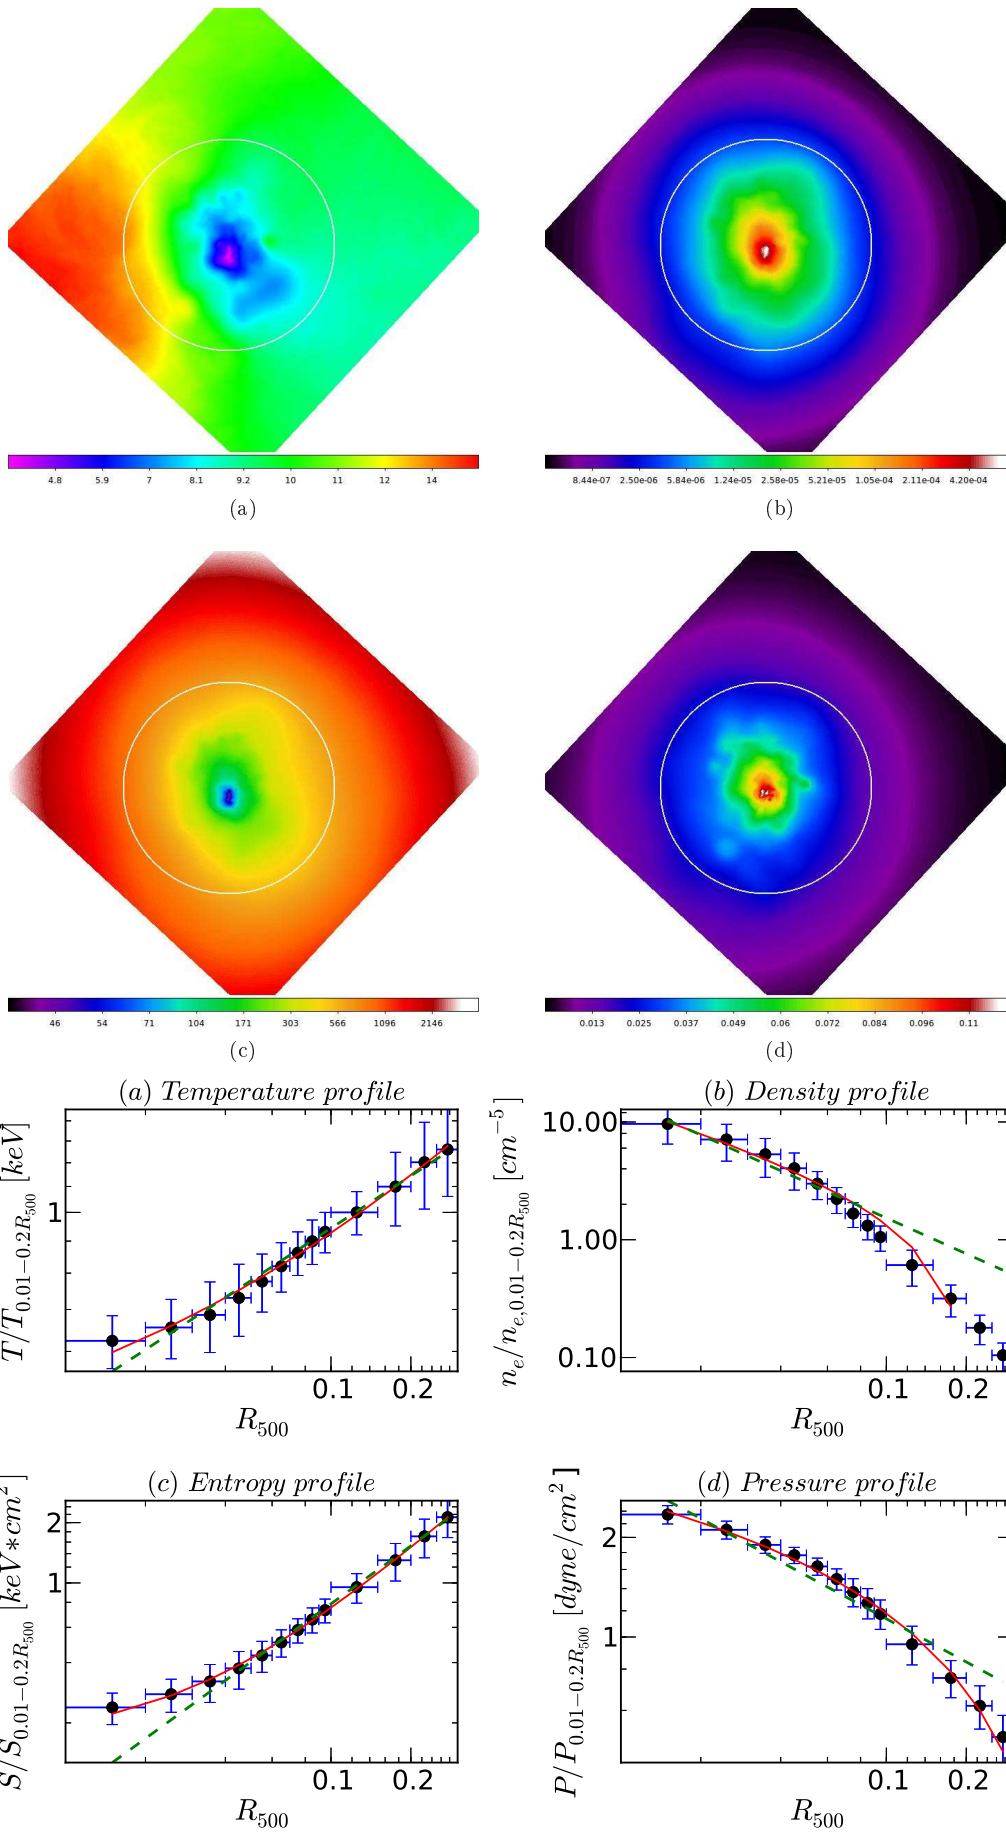 4.8 5.9 7 8.1 9.2 10 11 12 14
8.44e-07 2.50e-06 5.84e-06 1.24e-05 2.58e-05 5.21e-05 1.05e-04 2.11e-04 4.20e-04
(a)
(b)
46 54 71 104 171 303 566 1096 2146
0.013 0.025 0.037 0.049 0.06 0.072 0.084 0.096 0.11
(c)
(d)
(a) Temperature profile
T/T0.01−0.2R500 [keV]
1
0.1 0.2
R500
(b) Density profile
ne/ne,0.01−0.2R500 [cm−5]
10.00
1.00
0.10
0.1 0.2
R500
(c) Entropy profile
S/S0.01−0.2R500 [keV*cm2]
2
1
0.1 0.2
R500
(d) Pressure profile
P/P0.01−0.2R500 [dyne/cm2]
2
1
0.1 0.2
R500